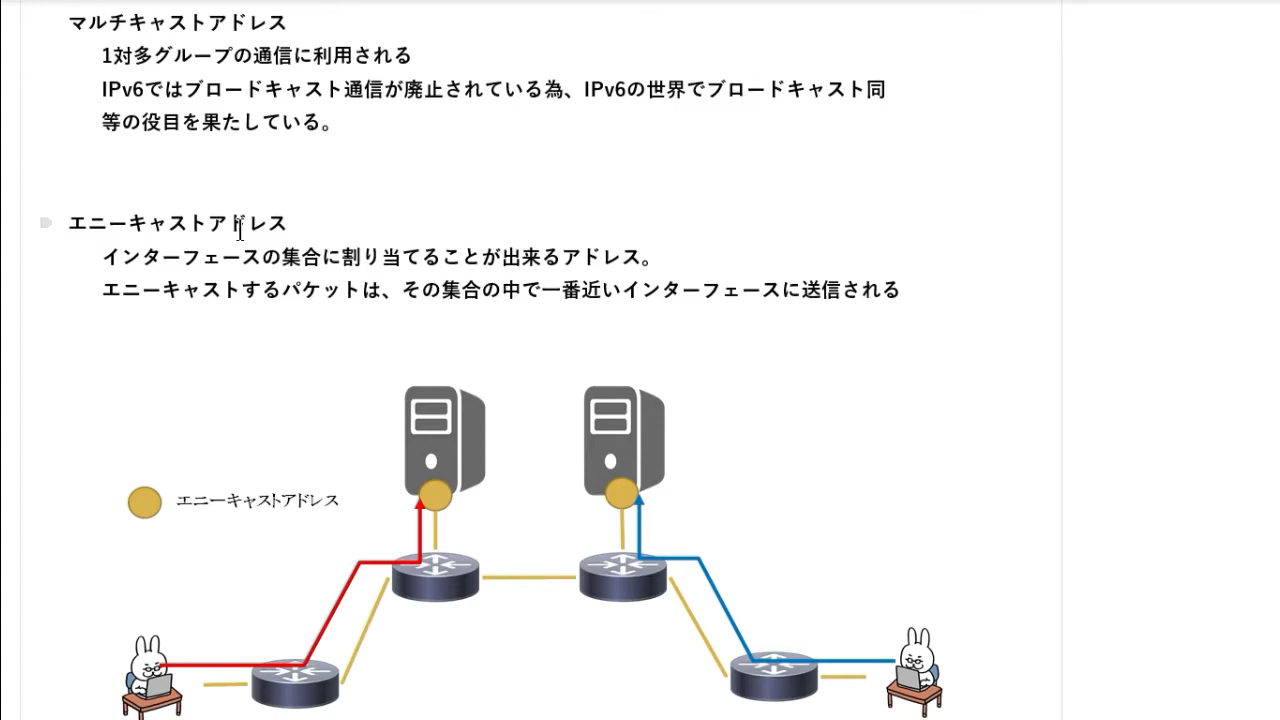 マルチキャストアドレス
1対多グループの通信に利用される
IPv6ではブロードキャスト通信が廃止されている為、IPv6の世界でブロードキャスト同
等の役目を果たしている。
エニーキャストアドレス
インターフェースの集合に割り当てることが出来るアドレス。
エニーキャストするパケットは、その集合の中で一番近いインターフェースに送信される
エニーキャストアドレス